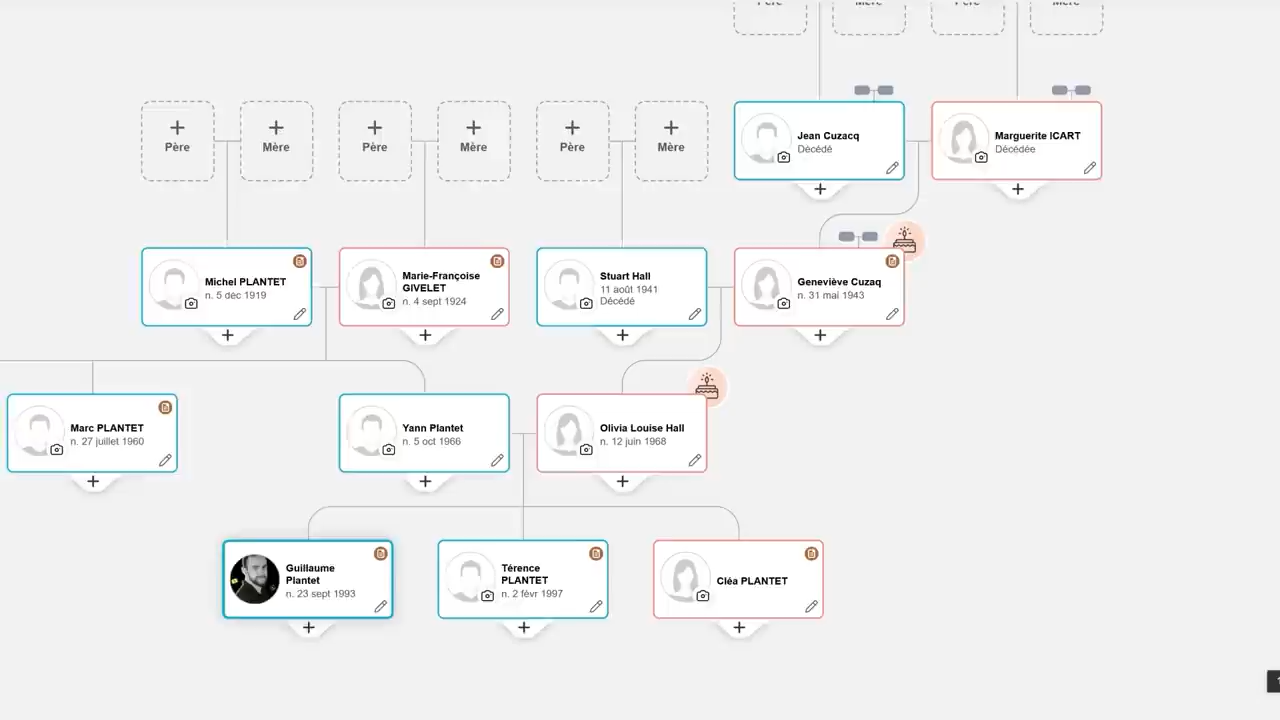 Père
Mère
Père
Mère
Jean Cuzacq
Décédé
Marguerite ICART
Décédée
+
Père
+
Mère
+
Père
+
Mère
+
Père
+
Mère
+
+
Michel PLANTET
n. 5 déc 1919
Marie-Françoise
GIVELET
n. 4 sept 1924
Stuart Hall
11 août 1941
Décédé
Geneviève Cuzaq
n. 31 mai 1943
+
+
+
+
Marc PLANTET
n. 27 juillet 1960
Yann Plantet
n. 5 oct 1966
Olivia Louise Hall
n. 12 juin 1968
+
+
+
Guillaume
Plantet
n. 23 sept 1993
Térence
PLANTET
n. 2 févr 1997
Cléa PLANTET
+
+
+